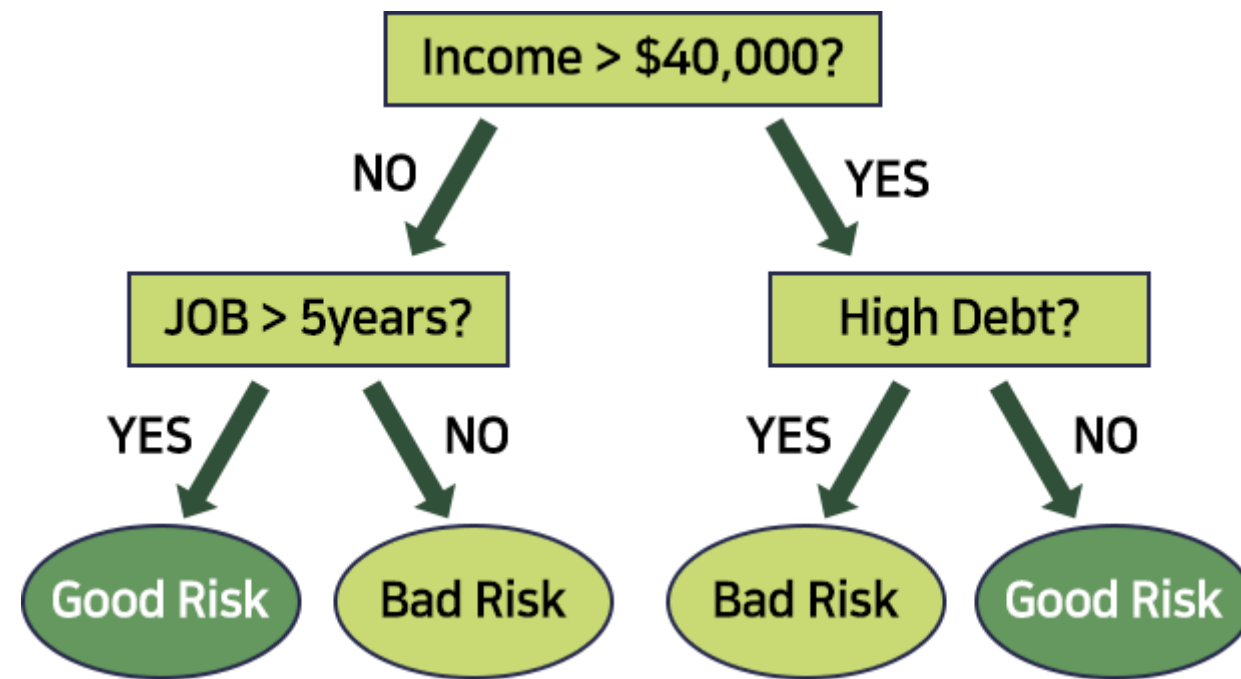 Income > $40,000?
NO
YES
JOB > 5years?
High Debt?
YES
NO
YES
NO
Good Risk
Bad Risk
Bad Risk
Good Risk